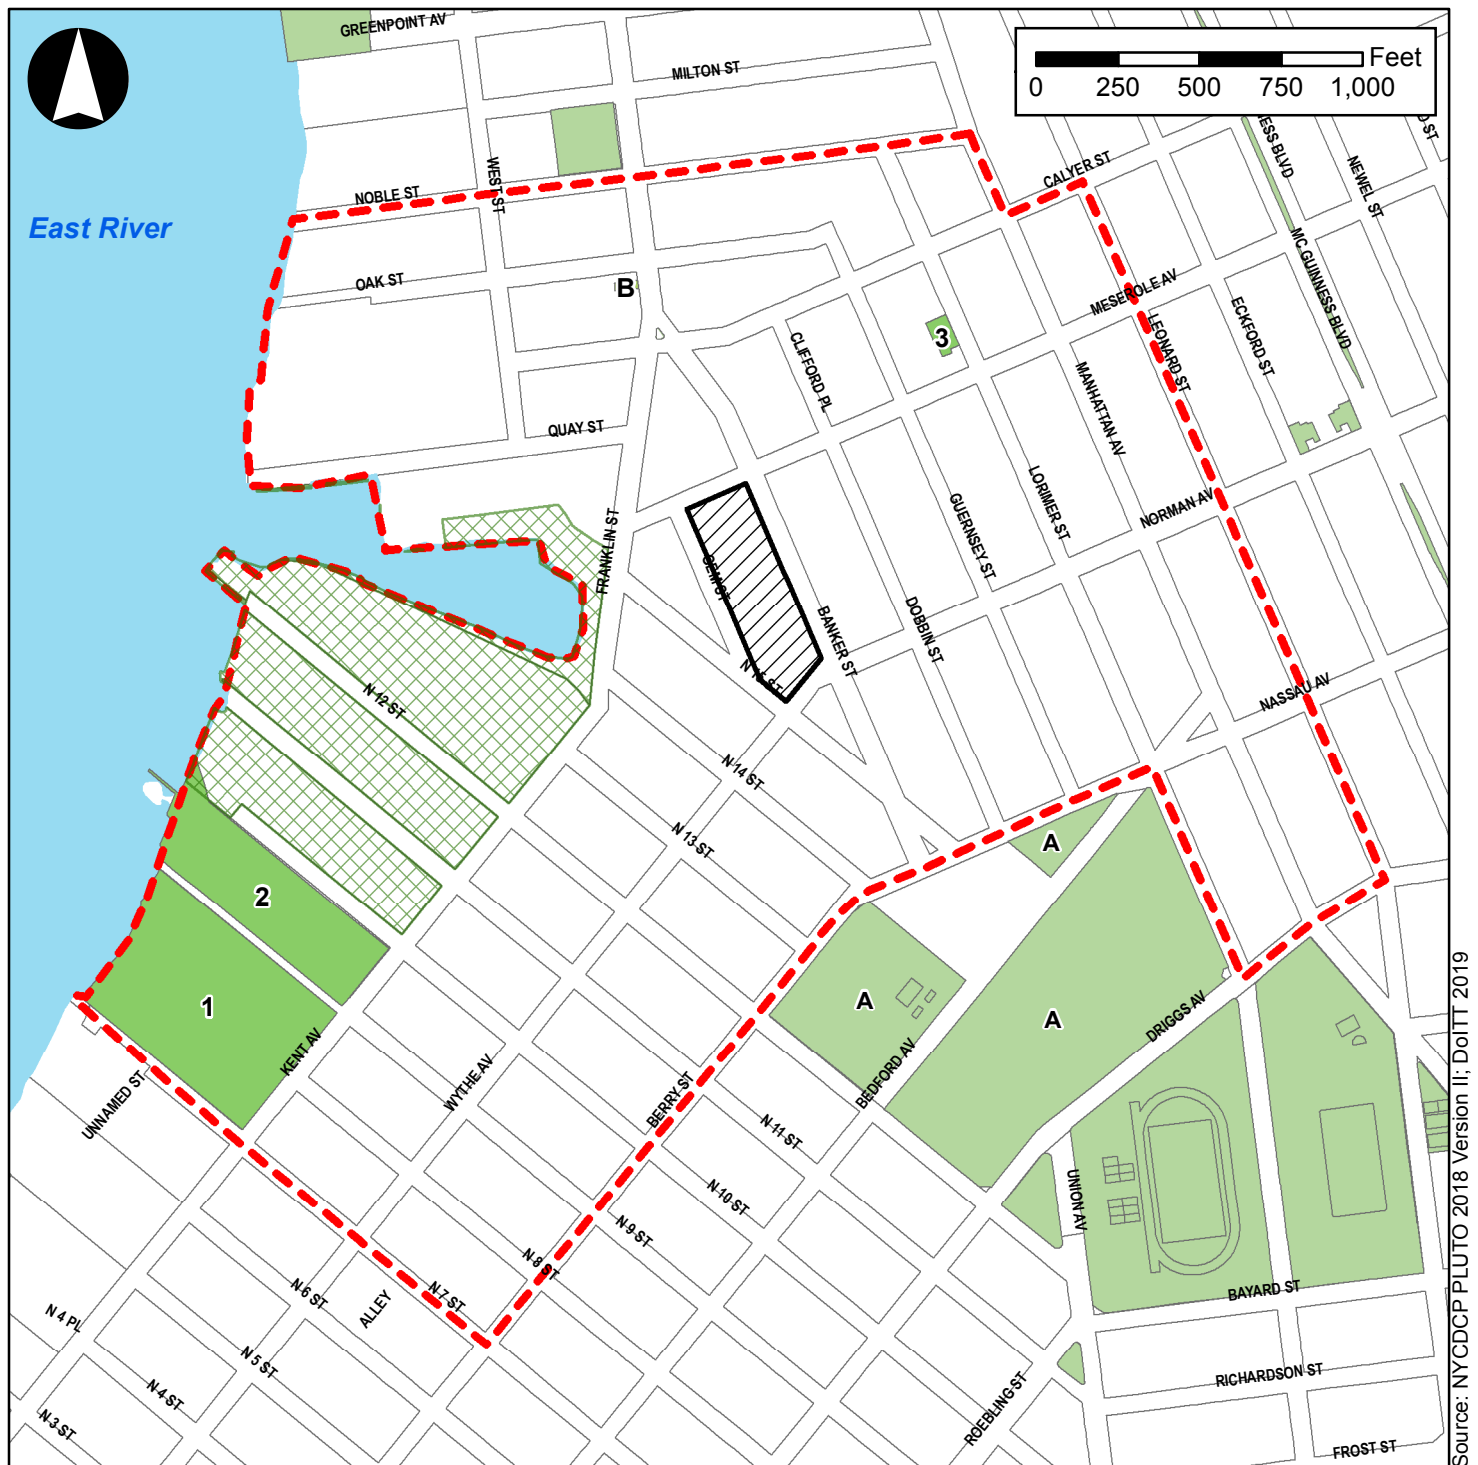 GREENPOINT AV
MILTON ST
Feet
0 250 500 750 1,000
NEWEL ST
CALYER ST
WEST ST
NOBLE ST
East River
OAK ST
B
MC GUINNESS BLVD
MESEROLE AV
ECKFORD ST
LEONARD ST
3
CLIFFORD PL
MANHATTAN AV
QUAY ST
LORIMER ST
GUERNSEY ST
NORMAN AV
FRANKLIN ST
GEM ST
BANKER ST
DOBBIN ST
N 15 ST
NASSAU AV
N 12 ST
N 14 ST
N 13 ST
A
2
1
A
A
DRIGGS AV
KENT AV
WYTHE AV
BERRY ST
BEDFORD AV
UNNAMED ST
N 11 ST
N 10 ST
UNION AV
N 9 ST
N 8 ST
N 7 ST
N 6 ST
ALLEY
BAYARD ST
N 4 PL
N 5 ST
N 4 ST
N 3 ST
RICHARDSON ST
ROEBLING ST
FROST ST
Source: NYCDCP PLUTO 2018 Version II; DoITT 2019